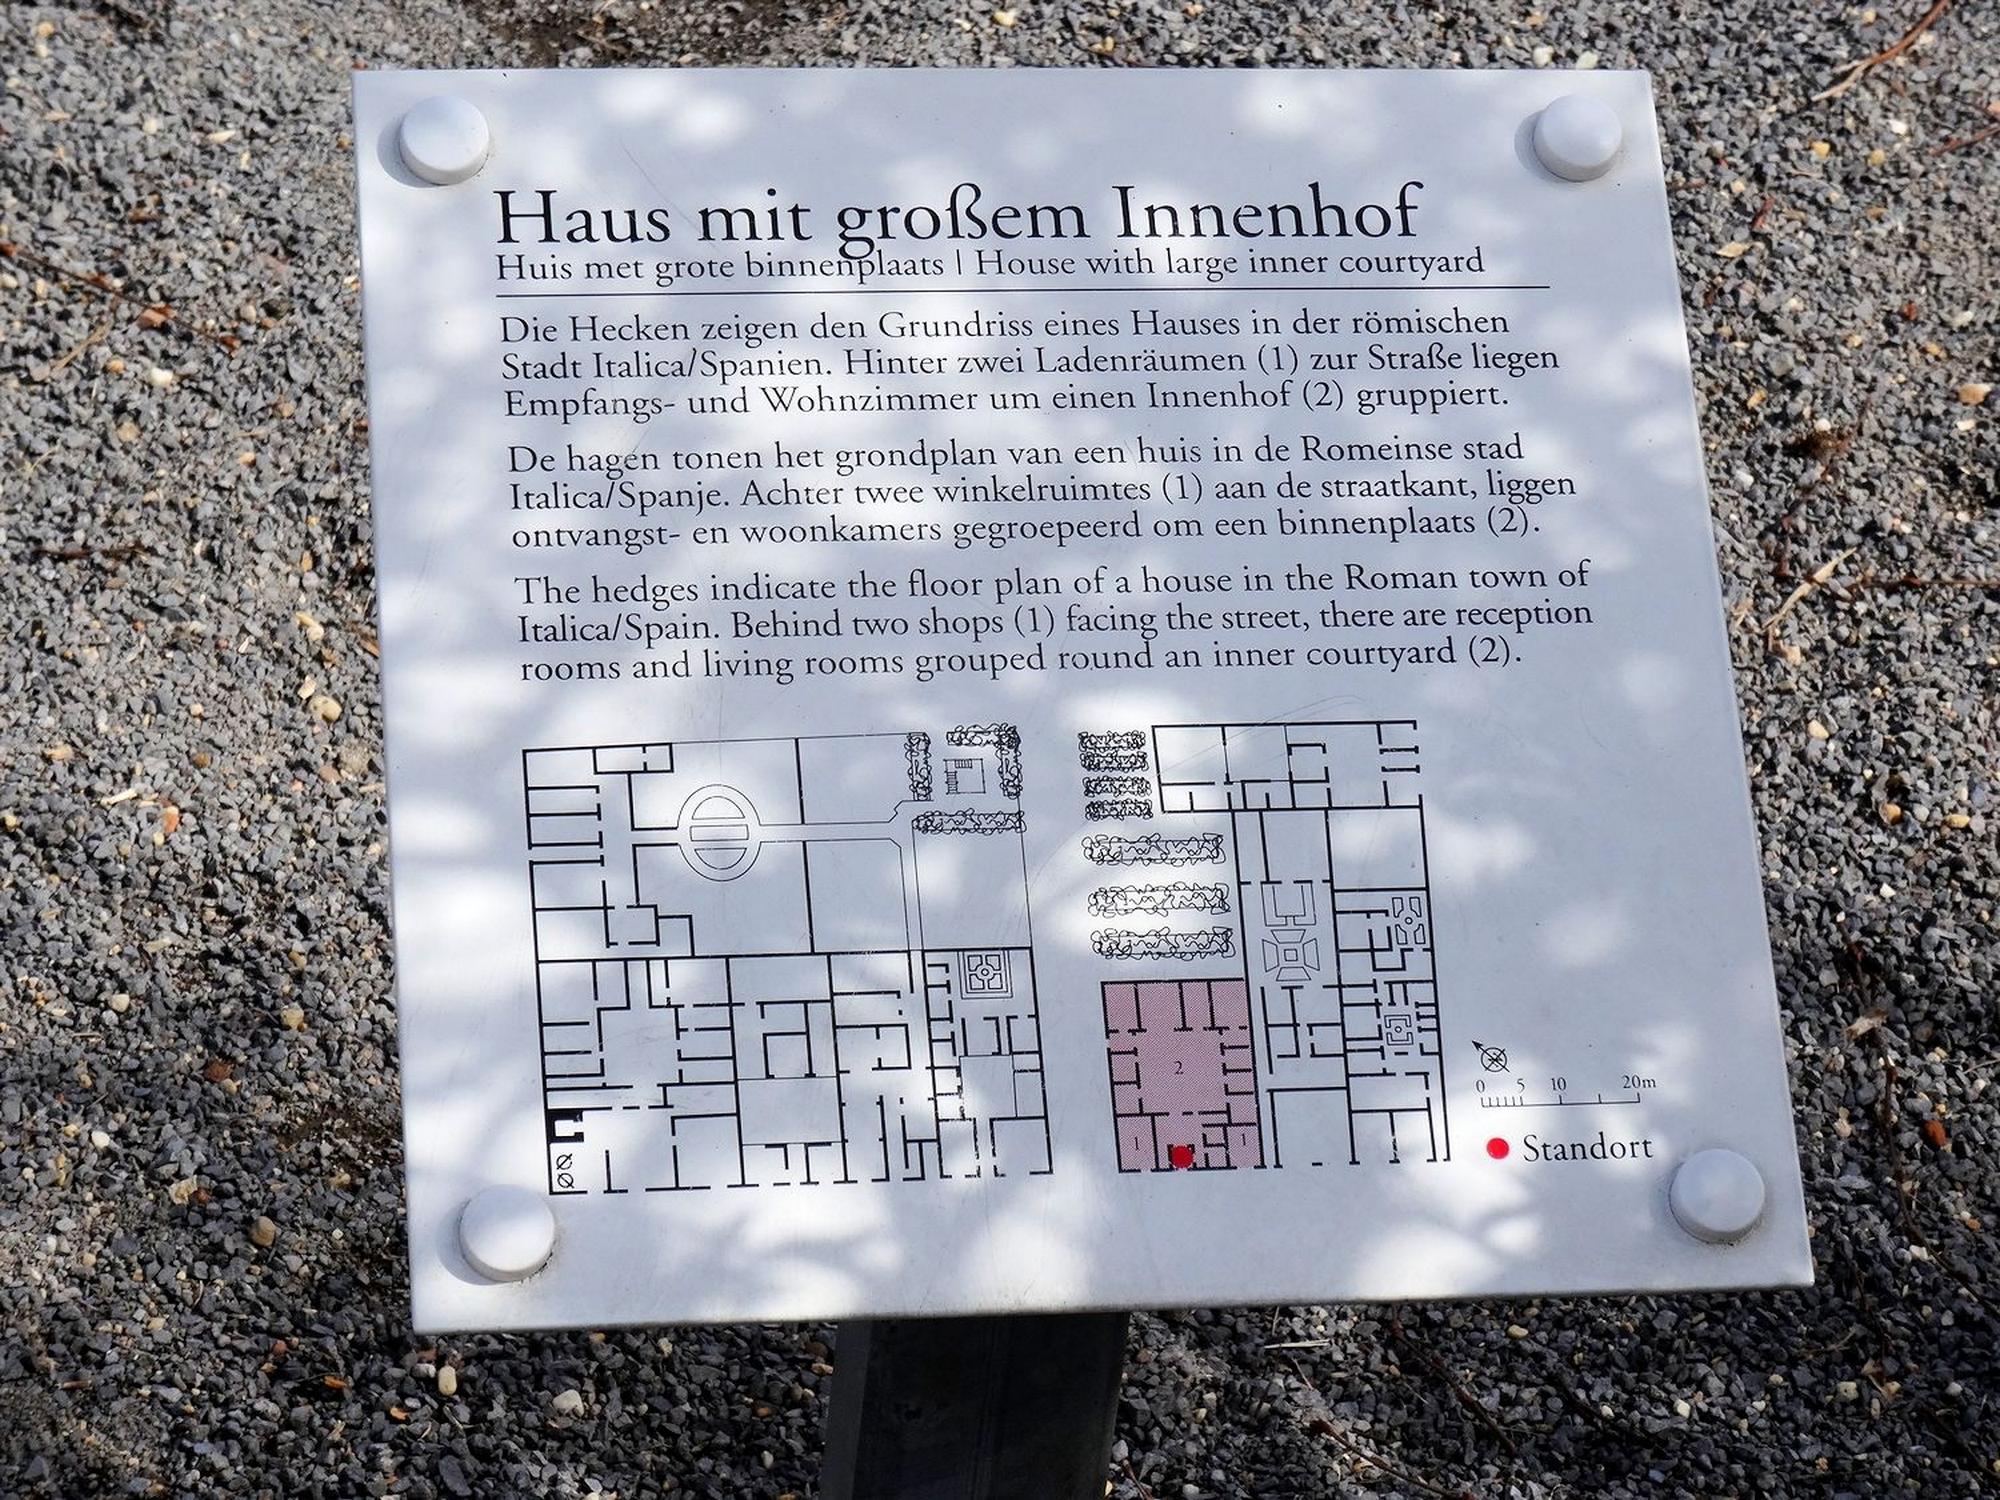 Haus mit großem Innenhof
Huis met grote binnenplaats | House with large inner courtyard
Die Hecken zeigen den Grundriss eines Hauses in der römischen
Stadt Italica/Spanien. Hinter zwei Ladenräumen (1) zur Straße liegen
Empfangs- und Wohnzimmer um einen Innenhof (2) gruppiert.
De hagen tonen het grondplan van een huis in de Romeinse stad
Italica/Spanje. Achter twee winkelruimtes (1) aan de straatkant, liggen
ontvangst- en woonkamers gegroepeerd om een binnenplaats (2).
The hedges indicate the floor plan of a house in the Roman town of
Italica/Spain. Behind two shops (1) facing the street, there are reception
rooms and living rooms grouped round an inner courtyard (2).
2
1 1
0 5 10 20m
Standort